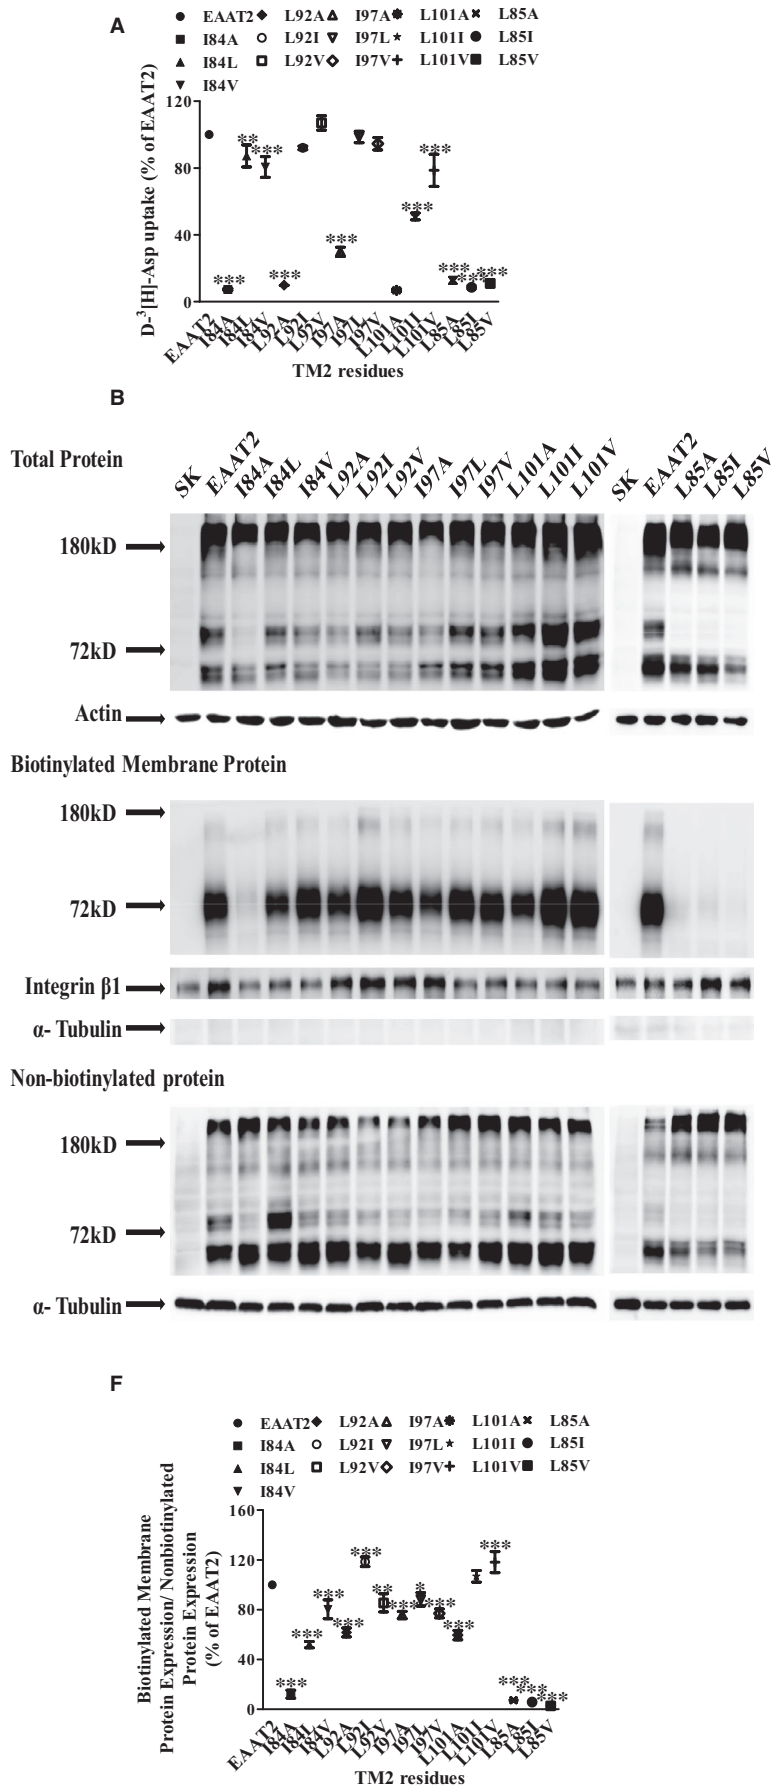 A
EAAT2 L92A I97A L101A L85A
I84A L92I I97L L101I L85I
I84L L92V I97V L101V L85V
I84V
D-³[H]-Asp uptake (% of EAAT2)
120
80
40
0
*** ** *** *** *** *** *** *** *** ***
EAAT2 I84A I84L I84V L92A L92I L92V I97A I97L I97V L101A L101I L101V L85A L85I L85V
TM2 residues
B
Total Protein
SK EAAT2 I84A I84L I84V L92A L92I L92V I97A I97L I97V L101A L101I L101V SK EAAT2 L85A L85I L85V
180kD
72kD
Actin
Biotinylated Membrane Protein
180kD
72kD
Integrin β1
α- Tubulin
Non-biotinylated protein
180kD
72kD
α- Tubulin
F
EAAT2 L92A I97A L101A L85A
I84A L92I I97L L101I L85I
I84L L92V I97V L101V L85V
I84V
Biotinylated Membrane
Protein Expression/ Nonbiotinylated
Protein Expression
(% of EAAT2)
160
120
80
40
0
*** *** *** *** *** ** *** * *** *** *** *** *** ***
EAAT2 I84A I84L I84V L92A L92I L92V I97A I97L I97V L101A L101I L101V L85A L85I L85V
TM2 residues